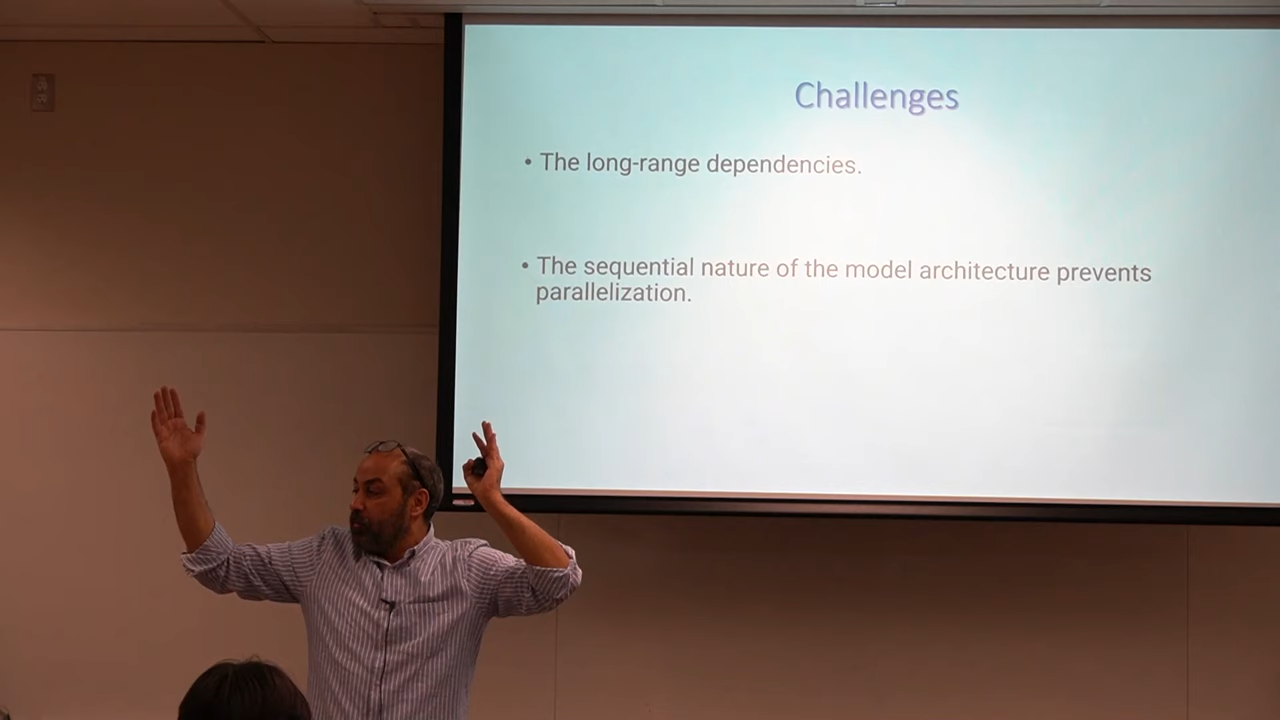 Challenges
• The long-range dependencies.
• The sequential nature of the model architecture prevents
parallelization.